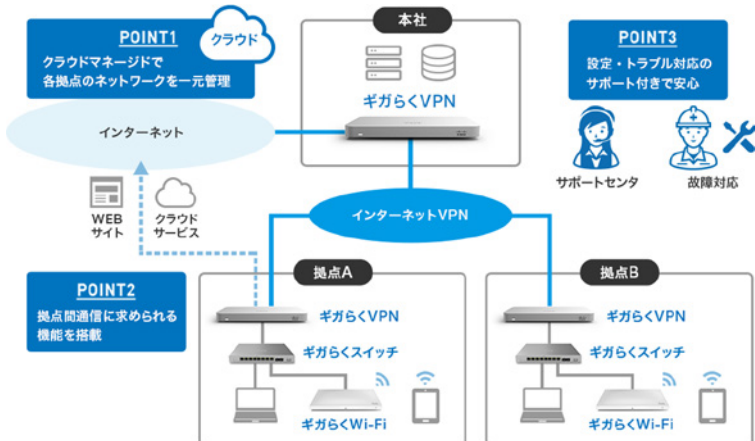 POINT1
クラウドマネージドで
各拠点のネットワークを一元管理
クラウド
本社
ギガらくVPN
POINT3
設定・トラブル対応の
サポート付きで安心
サポートセンタ
故障対応
インターネット
WEB
サイト
クラウド
サービス
インターネットVPN
POINT2
拠点間通信に求められる
機能を搭載
拠点A
ギガらくVPN
ギガらくスイッチ
ギガらくWi-Fi
拠点B
ギガらくVPN
ギガらくスイッチ
ギガらくWi-Fi